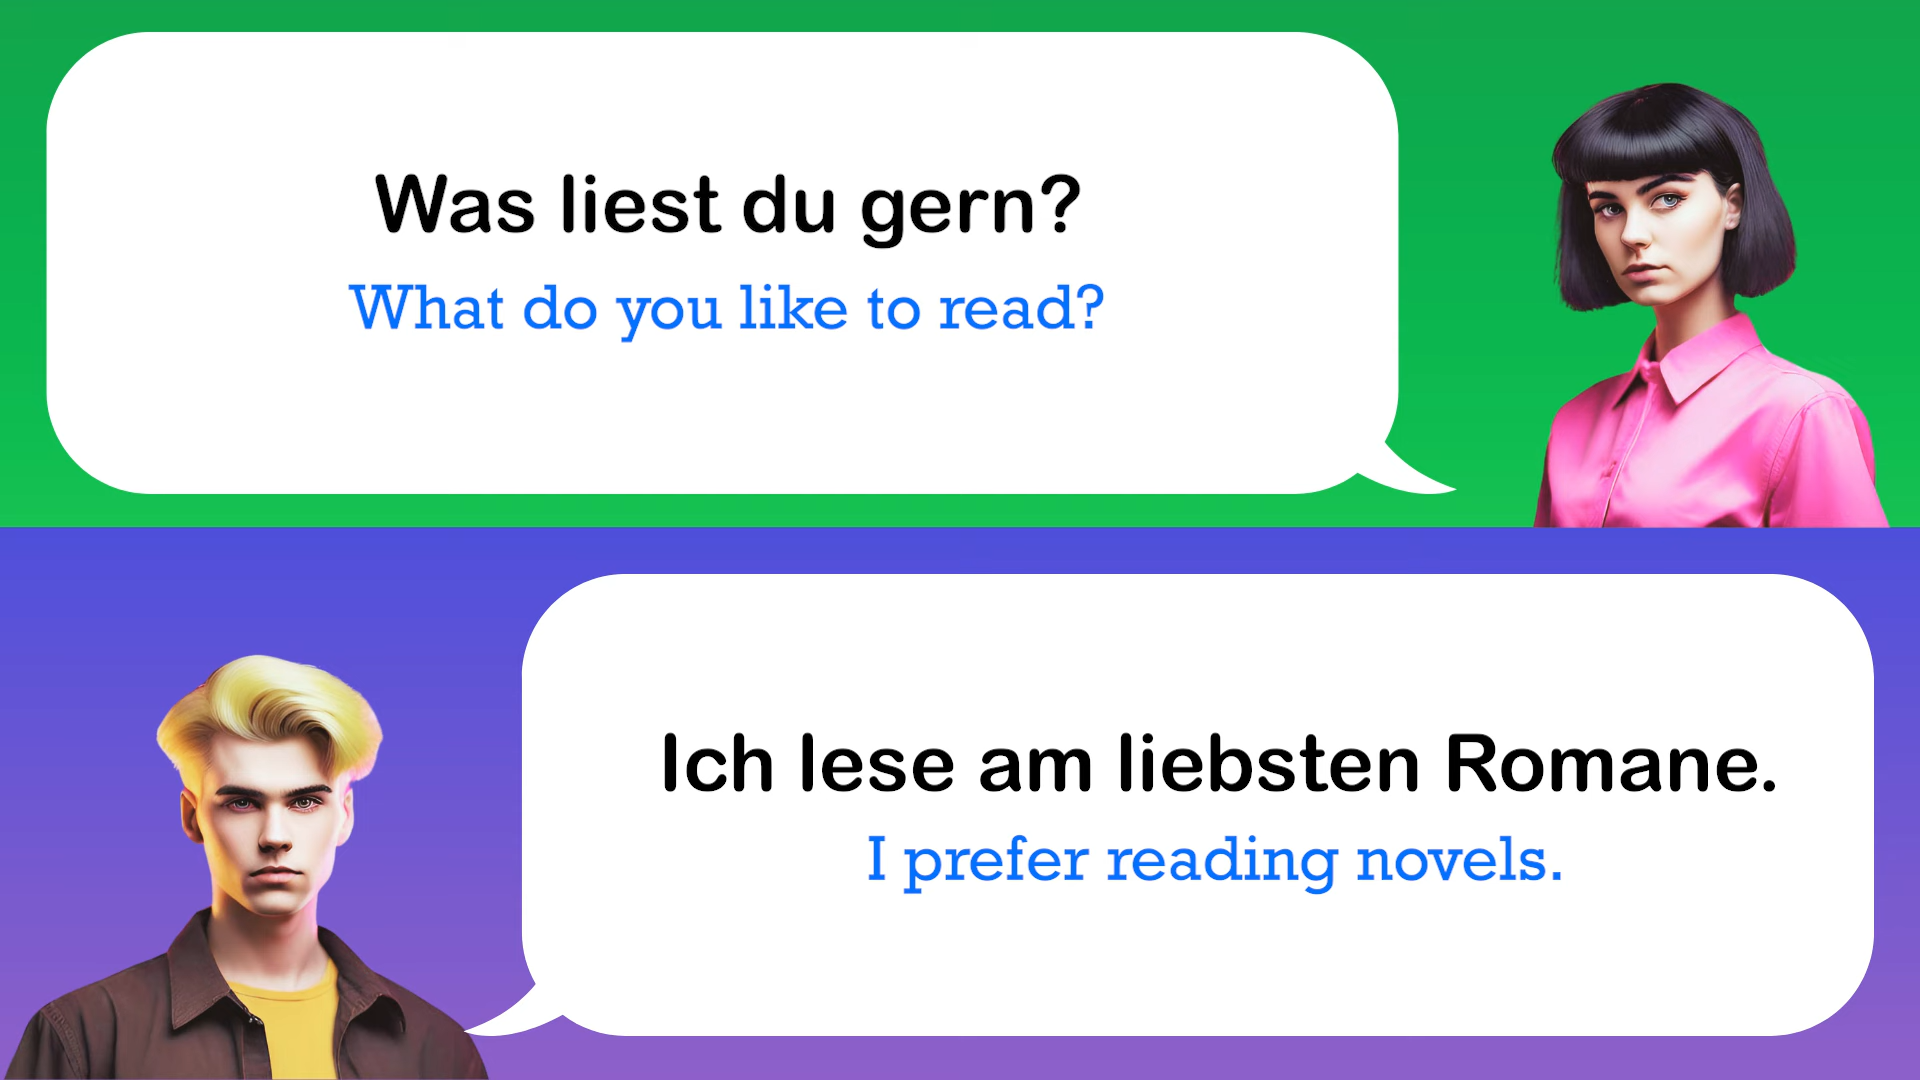 Was liest du gern?
What do you like to read?
Ich lese am liebsten Romane.
I prefer reading novels.